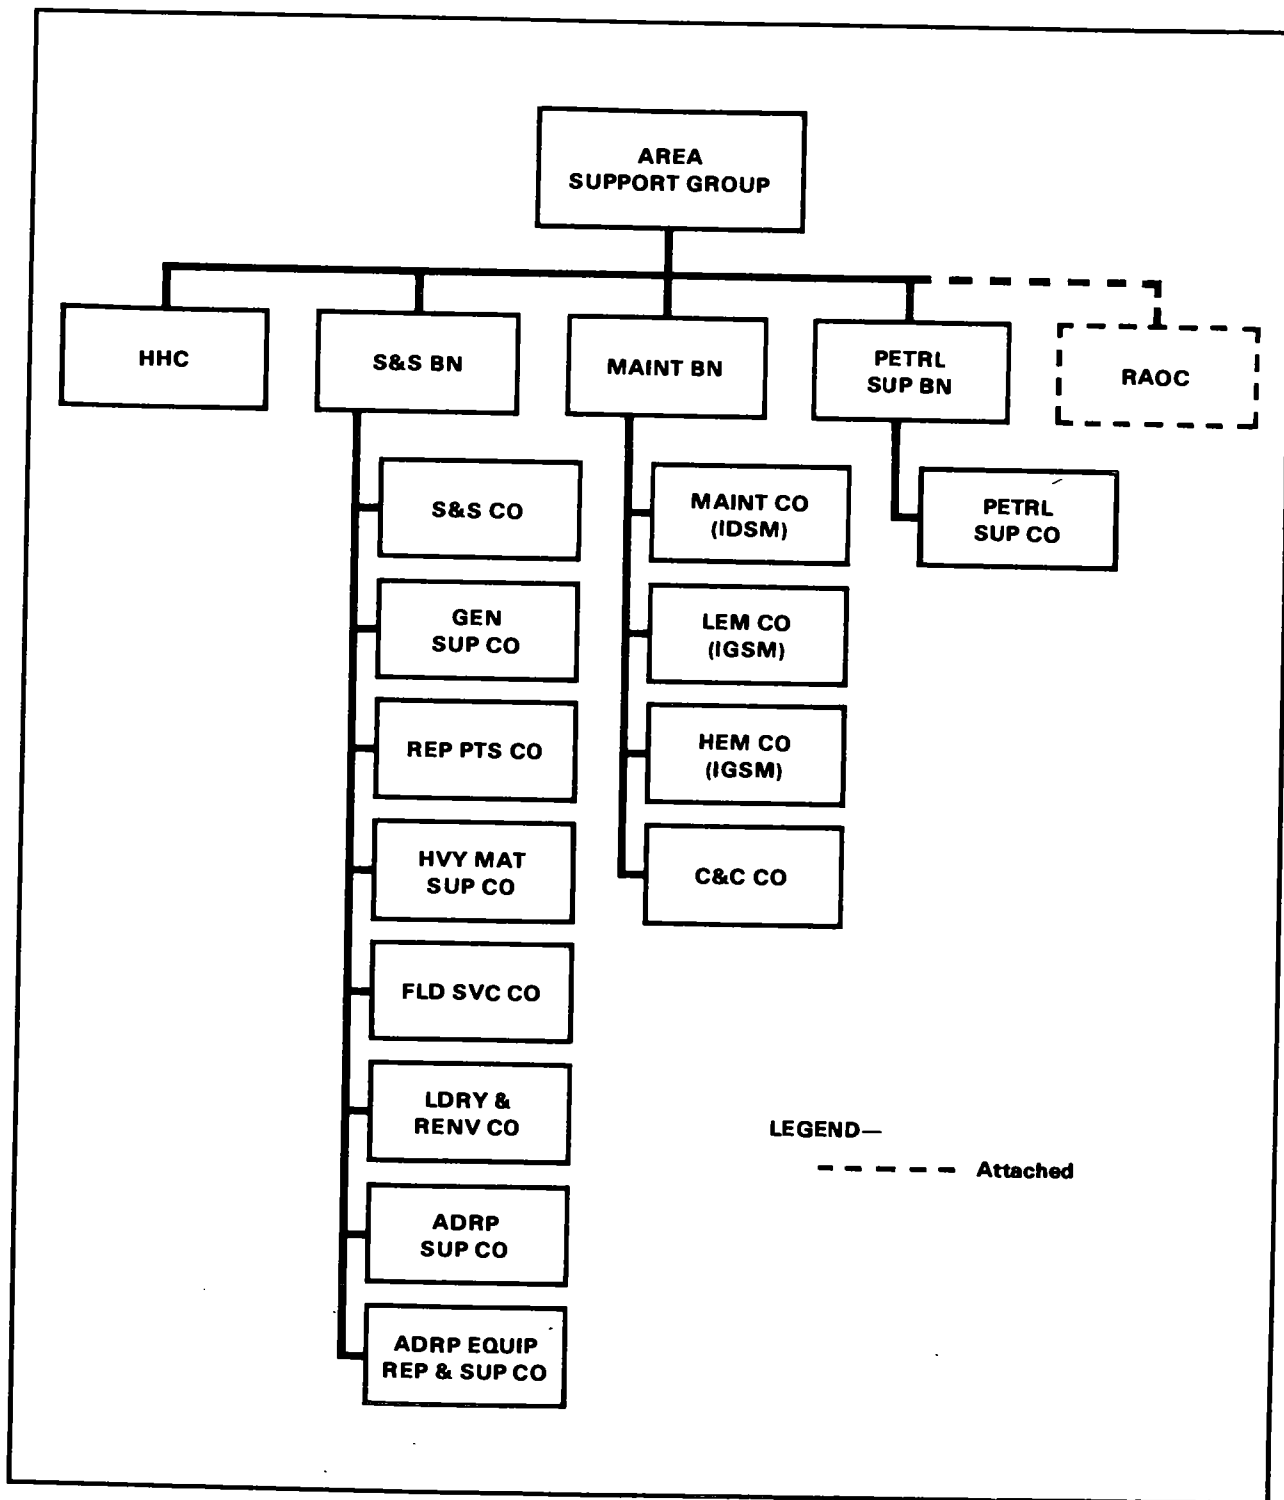 AREA
SUPPORT GROUP
HHC
S&S BN
MAINT BN
PETRL
SUP BN
RAOC
S&S CO
GEN
SUP CO
REP PTS CO
HVY MAT
SUP CO
FLD SVC CO
LDRY &
RENV CO
ADRP
SUP CO
ADRP EQUIP
REP & SUP CO
MAINT CO
(IDSM)
LEM CO
(IGSM)
HEM CO
(IGSM)
C&C CO
PETRL
SUP CO
LEGEND—
Attached